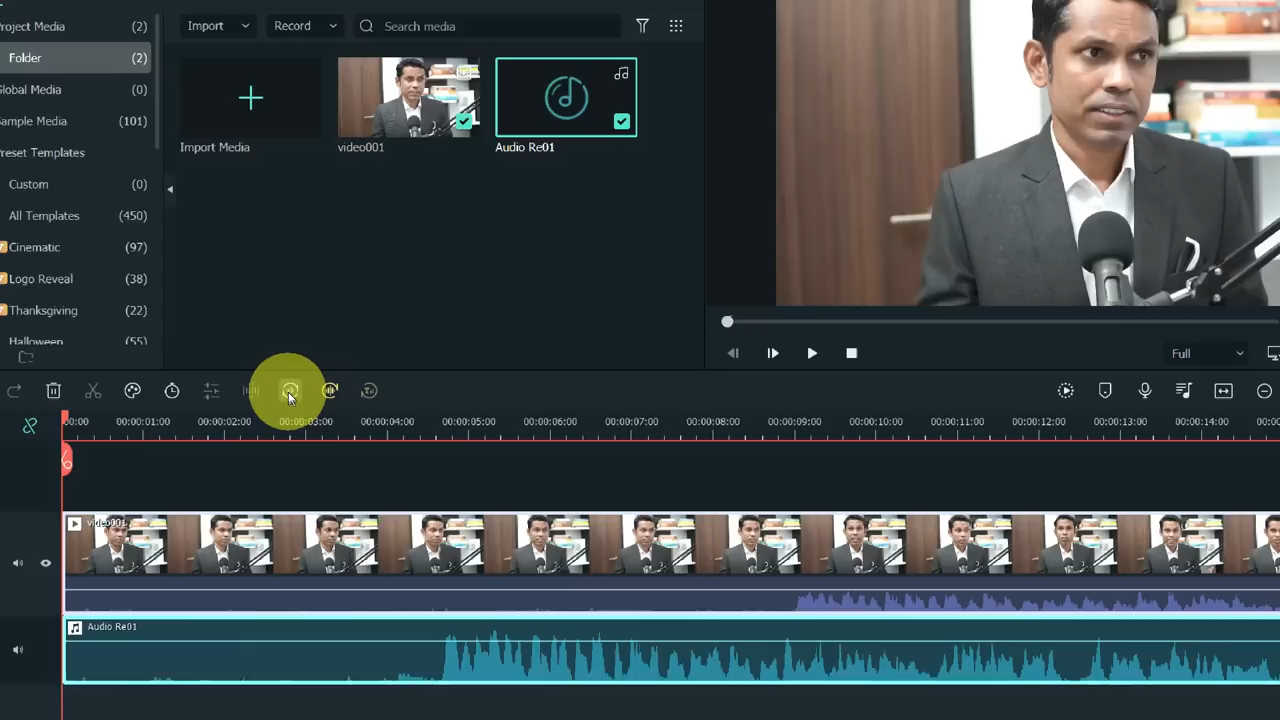 Project Media (2)
Folder (2)
Global Media (0)
Sample Media (101)
Preset Templates
Custom (0)
All Templates (450)
Cinematic (97)
Logo Reveal (38)
Thanksgiving (22)
Halloween (55)
Import Record Search media
Import Media video001 Audio Re01
Full
00:00 00:00:01:00 00:00:02:00 00:00:03:00 00:00:04:00 00:00:05:00 00:00:06:00 00:00:07:00 00:00:08:00 00:00:09:00 00:00:10:00 00:00:11:00 00:00:12:00 00:00:13:00 00:00:14:00 00:00
video001
Audio Re01